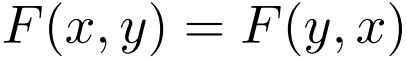 F(x, y) = F(y, x)